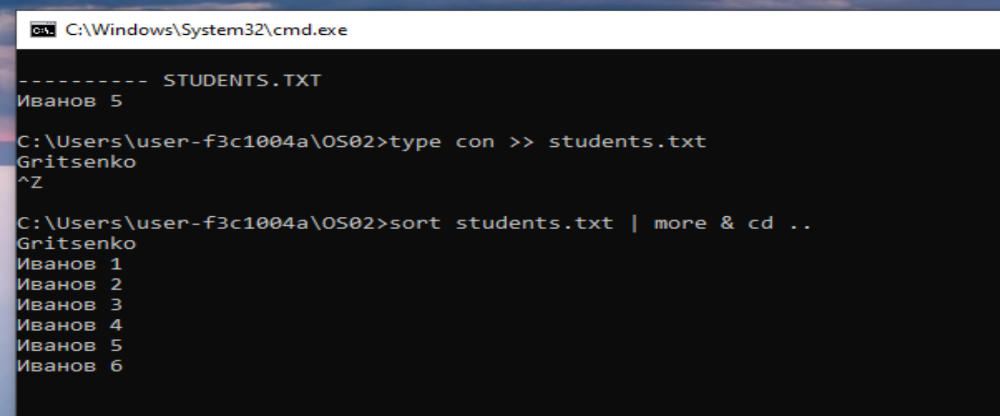 C:\Windows\System32\cmd.exe
---------- STUDENTS.TXT
Иванов 5
C:\Users\user-f3c1004a\OS02>type con >> students.txt
Gritsenko
^Z
C:\Users\user-f3c1004a\OS02>sort students.txt | more & cd ..
Gritsenko
Иванов 1
Иванов 2
Иванов 3
Иванов 4
Иванов 5
Иванов 6